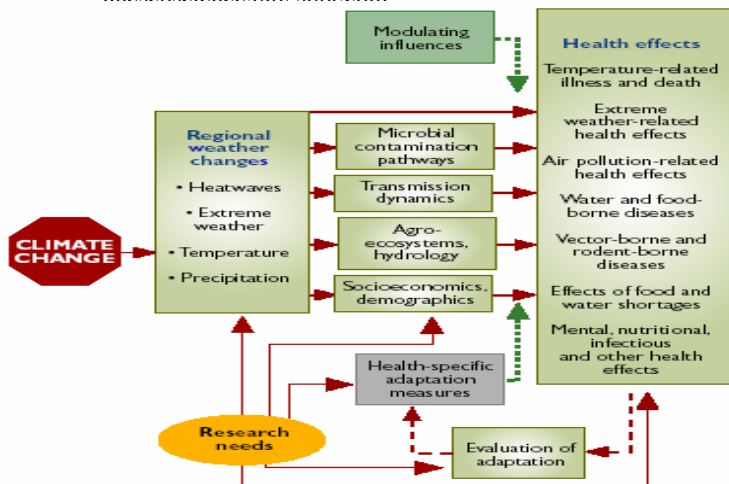 Modulating
influences
Health effects
Temperature-related
illness and death
Extreme
weather-related
health effects
Air pollution-related
health effects
Water and food-
borne diseases
Vector-borne and
rodent-borne
diseases
Effects of food and
water shortages
Mental, nutritional,
infectious
and other health
effects
Regional
weather
changes
• Heatwaves
• Extreme
weather
• Temperature
• Precipitation
Microbial
contamination
pathways
Transmission
dynamics
Agro-
ecosystems,
hydrology
Socioeconomics,
demographics
CLIMATE
CHANGE
Health-specific
adaptation
measures
Research
needs
Evaluation of
adaptation